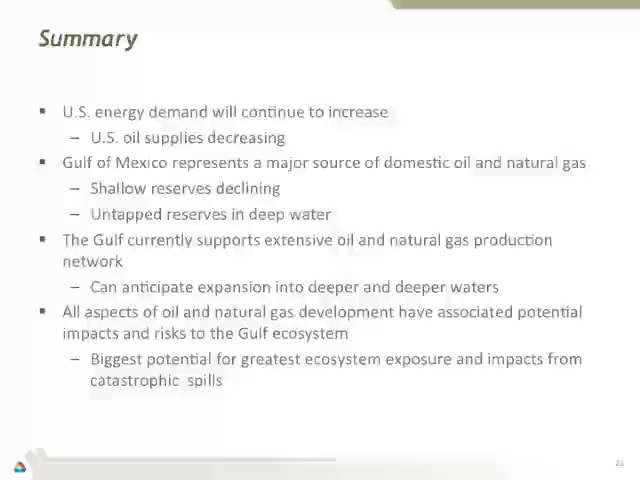 Summary
▪ U.S. energy demand will continue to increase
– U.S. oil supplies decreasing
▪ Gulf of Mexico represents a major source of domestic oil and natural gas
– Shallow reserves declining
– Untapped reserves in deep water
▪ The Gulf currently supports extensive oil and natural gas production
network
– Can anticipate expansion into deeper and deeper waters
▪ All aspects of oil and natural gas development have associated potential
impacts and risks to the Gulf ecosystem
– Biggest potential for greatest ecosystem exposure and impacts from
catastrophic spills